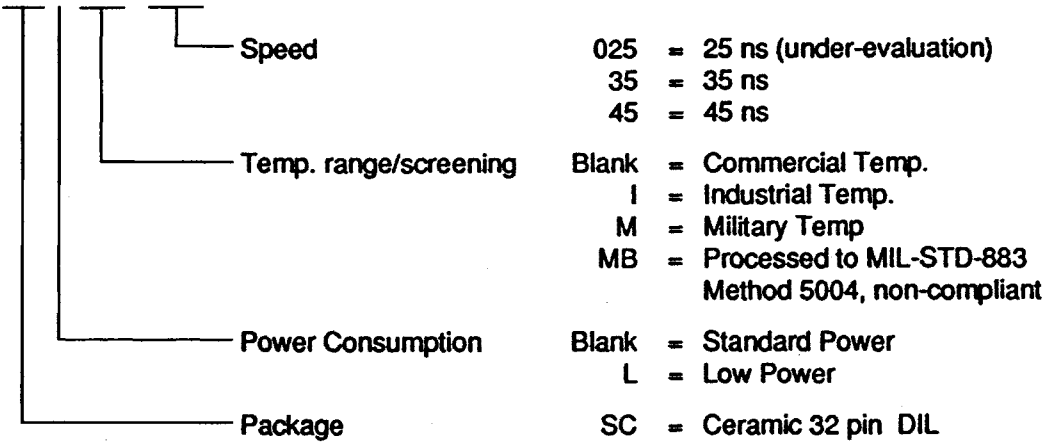 Speed 025 = 25 ns (under-evaluation)
35 = 35 ns
45 = 45 ns
Temp. range/screening Blank = Commercial Temp.
I = Industrial Temp.
M = Military Temp
MB = Processed to MIL-STD-883
Method 5004, non-compliant
Power Consumption Blank = Standard Power
L = Low Power
Package SC = Ceramic 32 pin DIL